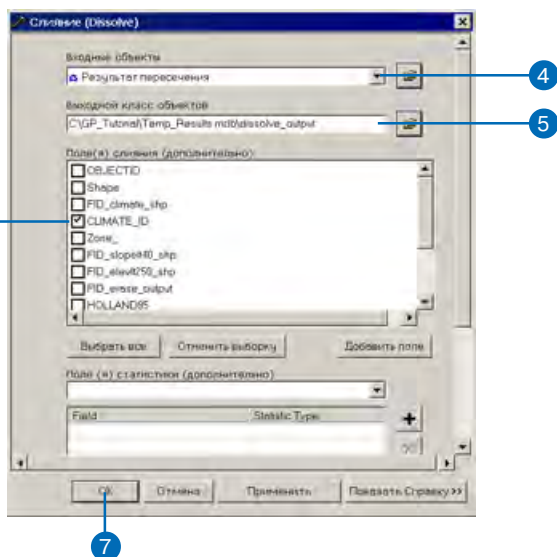 Слияние (Dissolve)
Входные объекты
Результат пересечения
4
Выходной класс объектов
C:\GP_Tutorial\Temp_Results mdb\dissolve_output
5
Поле(я) слияния (дополнительно)
OBJECTID
Shape
FID_climate_shp
CLIMATE_ID
Zone_
FID_slopelt40_shp
FID_elevlt250_shp
FID_erase_output
HOLLAND95
Выбрать все
Отменить выборку
Добавить поле
Поле (я) статистики (дополнительно)
Field
Statistic Type
OK
Отмена
Применить
Показать Справку >>
7